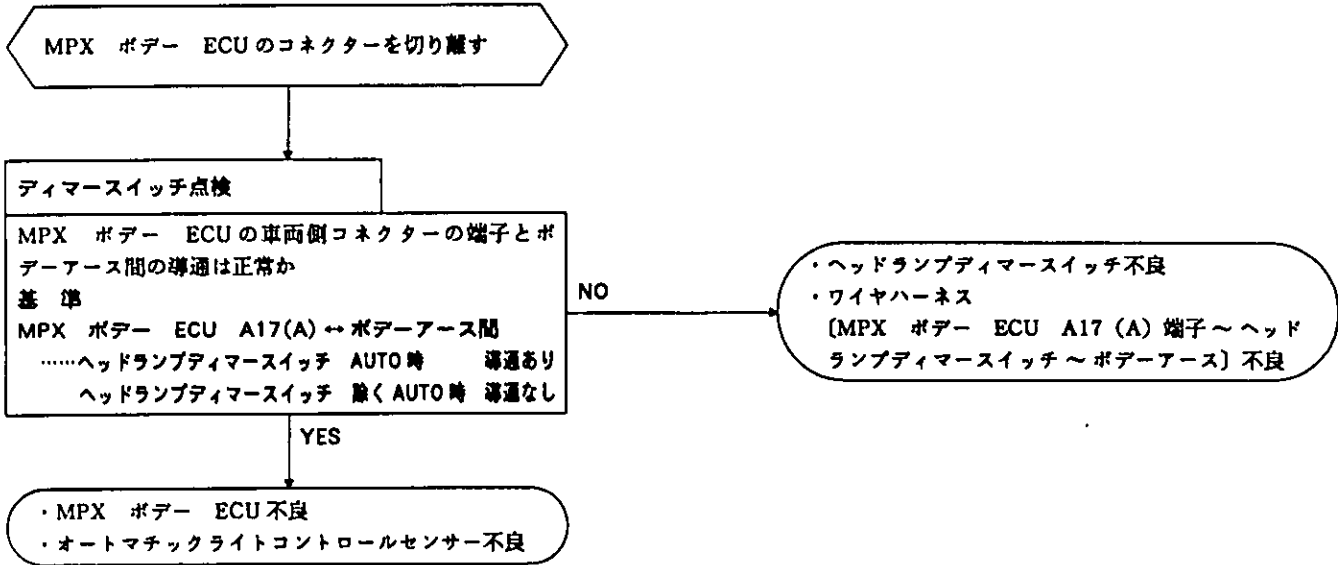 MPX ボデー ECUのコネクターを切り離す
ディマースイッチ点検
MPX ボデー ECUの車両側コネクターの端子とボ
デーアース間の導通は正常か
基 準
MPX ボデー ECU A17(A)↔ボデーアース間
……ヘッドランプディマースイッチ AUTO時 導通あり
ヘッドランプディマースイッチ 除くAUTO時 導通なし
NO
・ヘッドランプディマースイッチ不良
・ワイヤハーネス
〔MPX ボデー ECU A17(A)端子～ヘッド
ランプディマースイッチ～ボデーアース〕不良
YES
・MPX ボデー ECU不良
・オートマチックライトコントロールセンサー不良